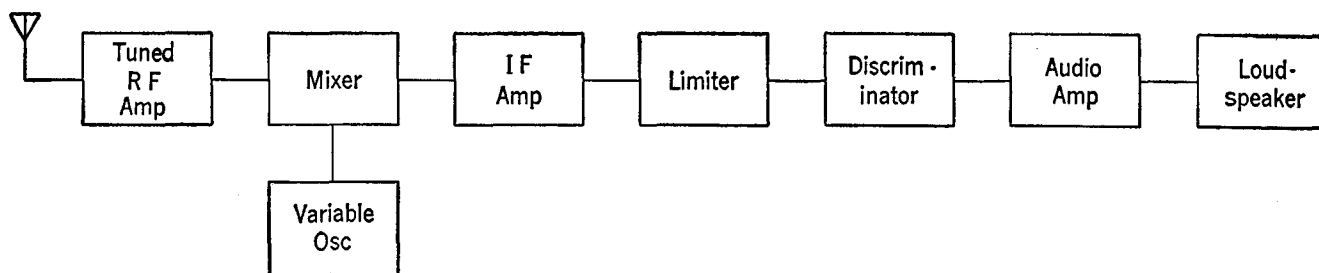 Tuned
R F
Amp
Mixer
I F
Amp
Limiter
Discrim -
inator
Audio
Amp
Loud-
speaker
Variable
Osc